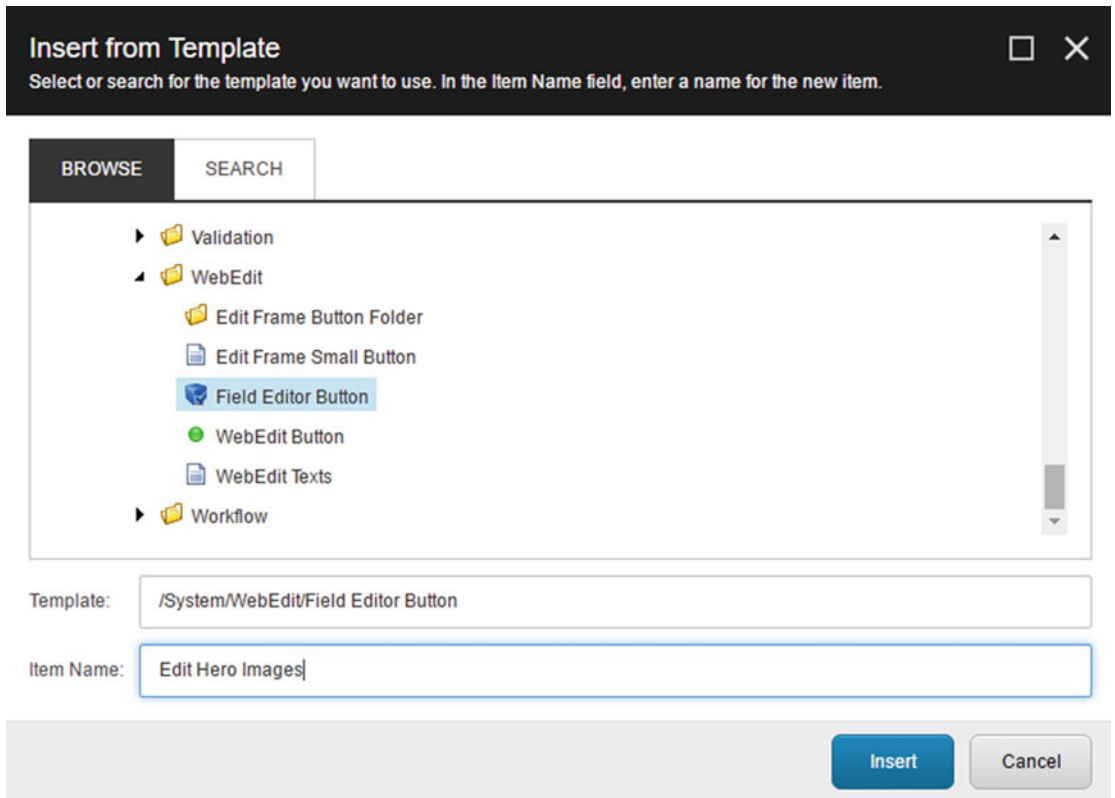 Insert from Template
Select or search for the template you want to use. In the Item Name field, enter a name for the new item.
BROWSE
SEARCH
Validation
WebEdit
Edit Frame Button Folder
Edit Frame Small Button
Field Editor Button
WebEdit Button
WebEdit Texts
Workflow
Template: /System/WebEdit/Field Editor Button
Item Name: Edit Hero Images
Insert
Cancel